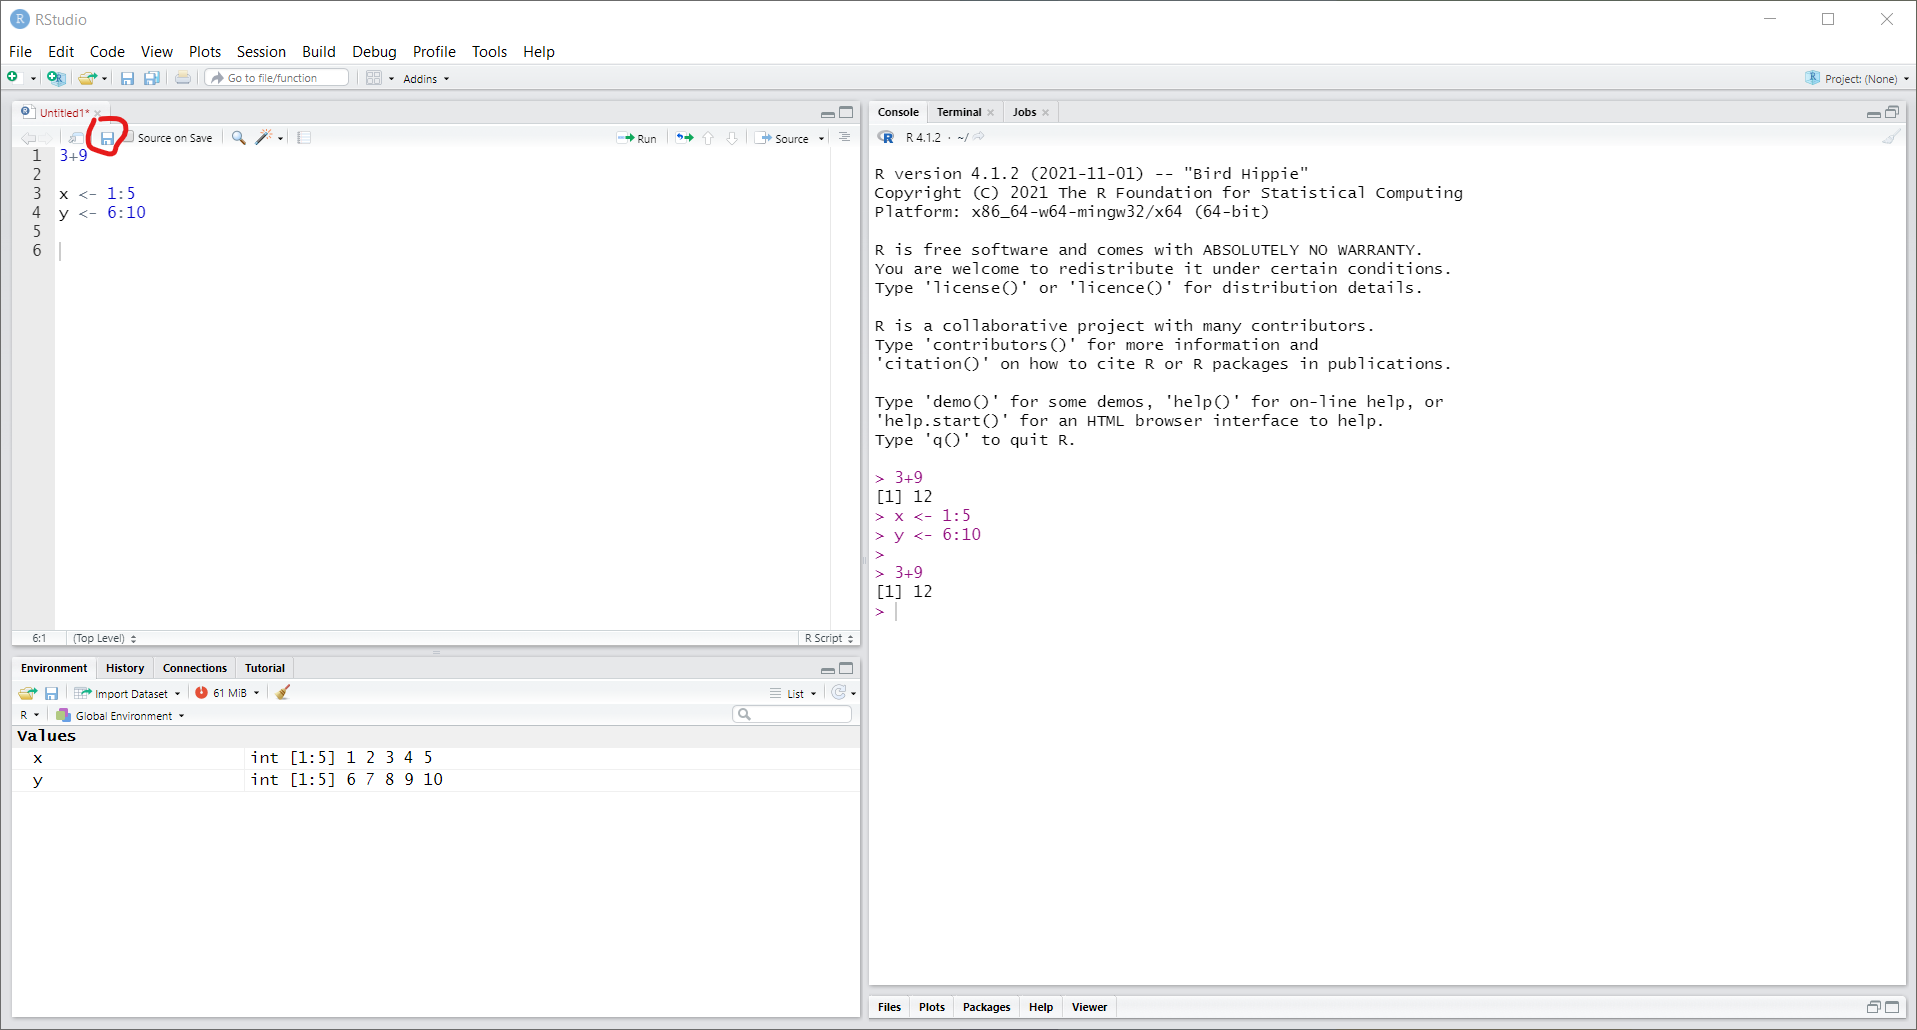 RStudio
File Edit Code View Plots Session Build Debug Profile Tools Help
Go to file/function Addins Project: (None)
Untitled1*
Source on Save Run Source
1 3+9
2
3 x <- 1:5
4 y <- 6:10
5
6
6:1 (Top Level) R Script
Environment History Connections Tutorial
Import Dataset 61 MiB List
R Global Environment
Values
x int [1:5] 1 2 3 4 5
y int [1:5] 6 7 8 9 10
Console Terminal Jobs
R 4.1.2 · ~/
R version 4.1.2 (2021-11-01) -- "Bird Hippie"
Copyright (C) 2021 The R Foundation for Statistical Computing
Platform: x86_64-w64-mingw32/x64 (64-bit)
R is free software and comes with ABSOLUTELY NO WARRANTY.
You are welcome to redistribute it under certain conditions.
Type 'license()' or 'licence()' for distribution details.
R is a collaborative project with many contributors.
Type 'contributors()' for more information and
'citation()' on how to cite R or R packages in publications.
Type 'demo()' for some demos, 'help()' for on-line help, or
'help.start()' for an HTML browser interface to help.
Type 'q()' to quit R.
> 3+9
[1] 12
> x <- 1:5
> y <- 6:10
>
> 3+9
[1] 12
>
Files Plots Packages Help Viewer